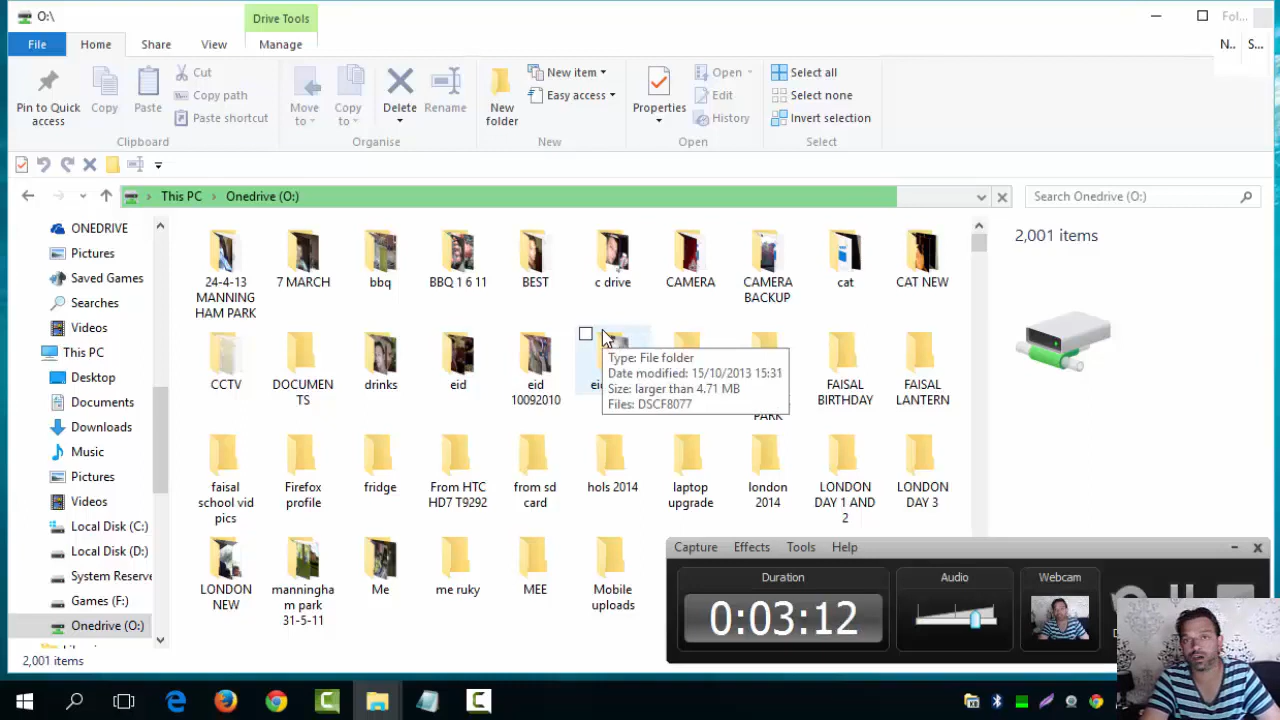 O:\
Drive Tools
Fol...
File
Home
Share
View
Manage
N..
S...
Pin to Quick
access
Copy
Paste
Cut
Copy path
Paste shortcut
Clipboard
Move
to
Copy
to
Delete
Rename
Organise
New
folder
New item
Easy access
New
Properties
Open
Edit
History
Open
Select all
Select none
Invert selection
Select
This PC
Onedrive (O:)
Search Onedrive (O:)
ONEDRIVE
Pictures
Saved Games
Searches
Videos
This PC
Desktop
Documents
Downloads
Music
Pictures
Videos
Local Disk (C:)
Local Disk (D:)
System Reserve
Games (F:)
Onedrive (O:)
24-4-13
MANNING
HAM PARK
7 MARCH
bbq
BBQ 1 6 11
BEST
c drive
CAMERA
CAMERA
BACKUP
cat
CAT NEW
CCTV
DOCUMEN
TS
drinks
eid
eid
10092010
Type: File folder
Date modified: 15/10/2013 15:31
Size: larger than 4.71 MB
Files: DSCF8077
PARK
FAISAL
BIRTHDAY
FAISAL
LANTERN
faisal
school vid
pics
Firefox
profile
fridge
From HTC
HD7 T9292
from sd
card
hols 2014
laptop
upgrade
london
2014
LONDON
DAY 1 AND
2
LONDON
DAY 3
LONDON
NEW
manningha
m park
31-5-11
Me
me ruky
MEE
Mobile
uploads
2,001 items
2,001 items
Capture
Effects
Tools
Help
Duration
0:03:12
Audio
Webcam